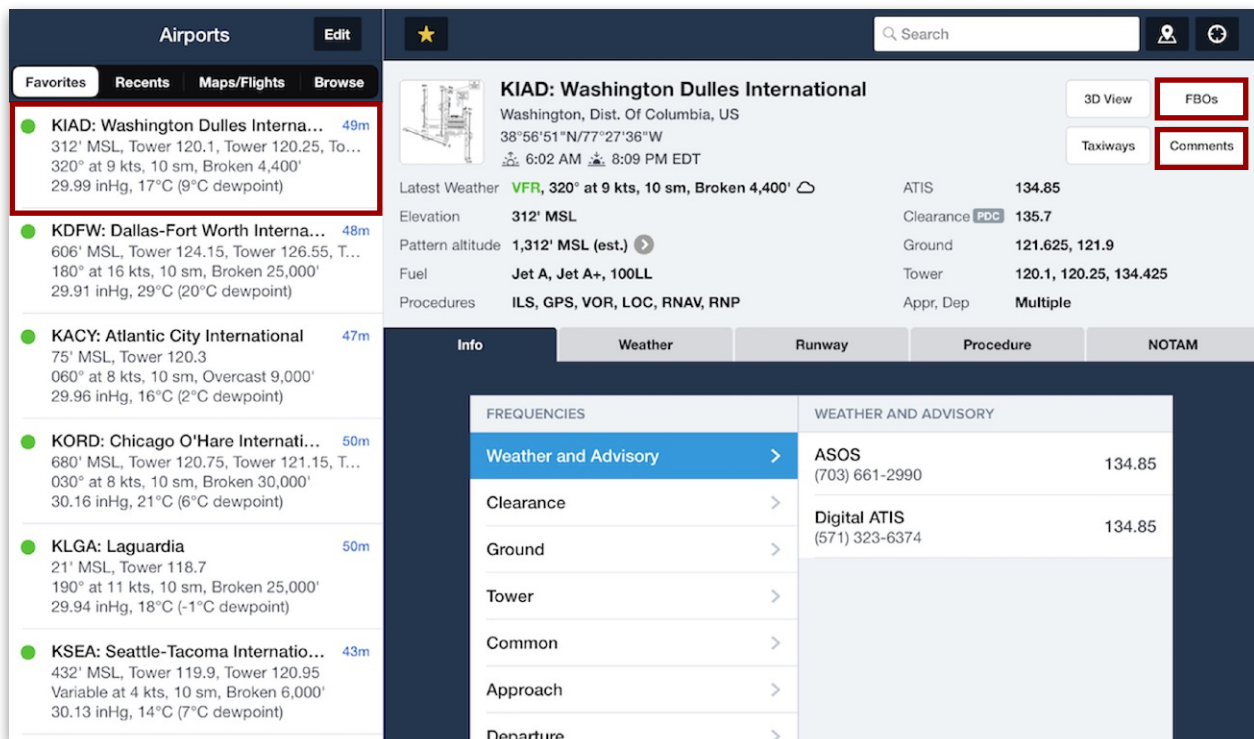 Airports
Edit
Favorites Recents Maps/Flights Browse
KIAD: Washington Dulles Interna... 49m
312' MSL, Tower 120.1, Tower 120.25, To...
320° at 9 kts, 10 sm, Broken 4,400'
29.99 inHg, 17°C (9°C dewpoint)
KDFW: Dallas-Fort Worth Interna... 48m
606' MSL, Tower 124.15, Tower 126.55, T...
180° at 16 kts, 10 sm, Broken 25,000'
29.91 inHg, 29°C (20°C dewpoint)
KACY: Atlantic City International 47m
75' MSL, Tower 120.3
060° at 8 kts, 10 sm, Overcast 9,000'
29.96 inHg, 16°C (2°C dewpoint)
KORD: Chicago O'Hare Internati... 50m
680' MSL, Tower 120.75, Tower 121.15, T...
030° at 8 kts, 10 sm, Broken 30,000'
30.16 inHg, 21°C (6°C dewpoint)
KLGA: Laguardia 50m
21' MSL, Tower 118.7
190° at 11 kts, 10 sm, Broken 25,000'
29.94 inHg, 18°C (-1°C dewpoint)
KSEA: Seattle-Tacoma Internatio... 43m
432' MSL, Tower 119.9, Tower 120.95
Variable at 4 kts, 10 sm, Broken 6,000'
30.13 inHg, 14°C (7°C dewpoint)
Search
KIAD: Washington Dulles International
Washington, Dist. Of Columbia, US
38°56'51"N/77°27'36"W
6:02 AM 8:09 PM EDT
3D View FBOs
Taxiways Comments
Latest Weather VFR, 320° at 9 kts, 10 sm, Broken 4,400'
Elevation 312' MSL
Pattern altitude 1,312' MSL (est.)
Fuel Jet A, Jet A+, 100LL
Procedures ILS, GPS, VOR, LOC, RNAV, RNP
ATIS 134.85
Clearance PDC 135.7
Ground 121.625, 121.9
Tower 120.1, 120.25, 134.425
Appr, Dep Multiple
Info Weather Runway Procedure NOTAM
FREQUENCIES
Weather and Advisory
Clearance
Ground
Tower
Common
Approach
Departure
WEATHER AND ADVISORY
ASOS 134.85
(703) 661-2990
Digital ATIS 134.85
(571) 323-6374